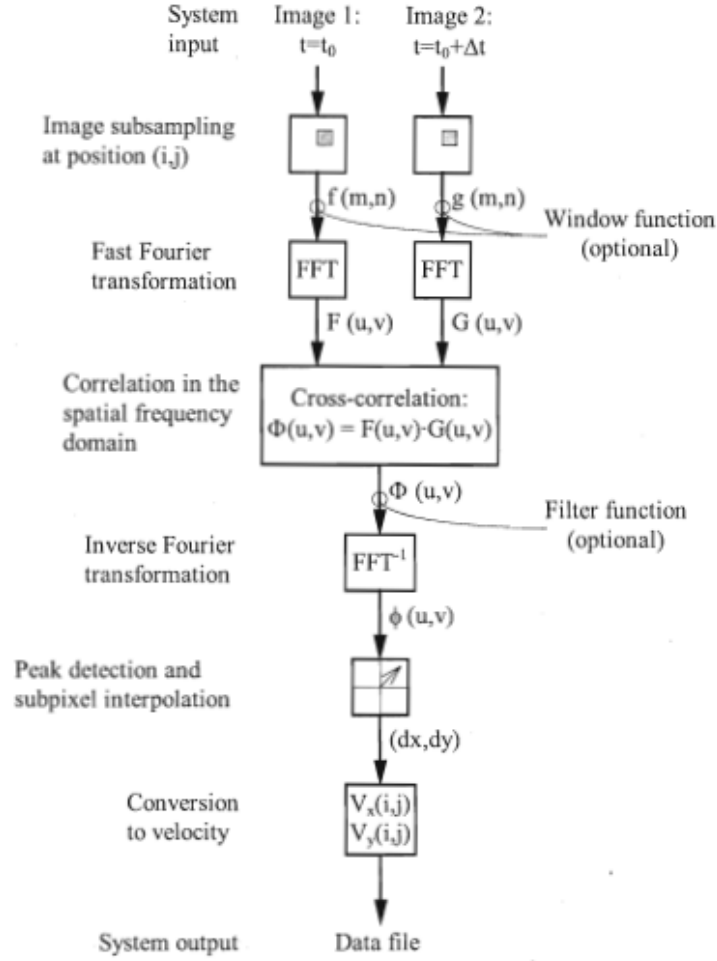 System input
Image 1: t=t₀
Image 2: t=t₀+Δt
Image subsampling
at position (i,j)
f (m,n)
g (m,n)
Window function
(optional)
Fast Fourier
transformation
FFT
FFT
F (u,v)
G (u,v)
Correlation in the
spatial frequency
domain
Cross-correlation:
Φ(u,v) = F(u,v)·G(u,v)
Φ (u,v)
Filter function
(optional)
Inverse Fourier
transformation
FFT⁻¹
ϕ (u,v)
Peak detection and
subpixel interpolation
(dx,dy)
Conversion
to velocity
Vₓ(i,j)
Vᵧ(i,j)
System output
Data file